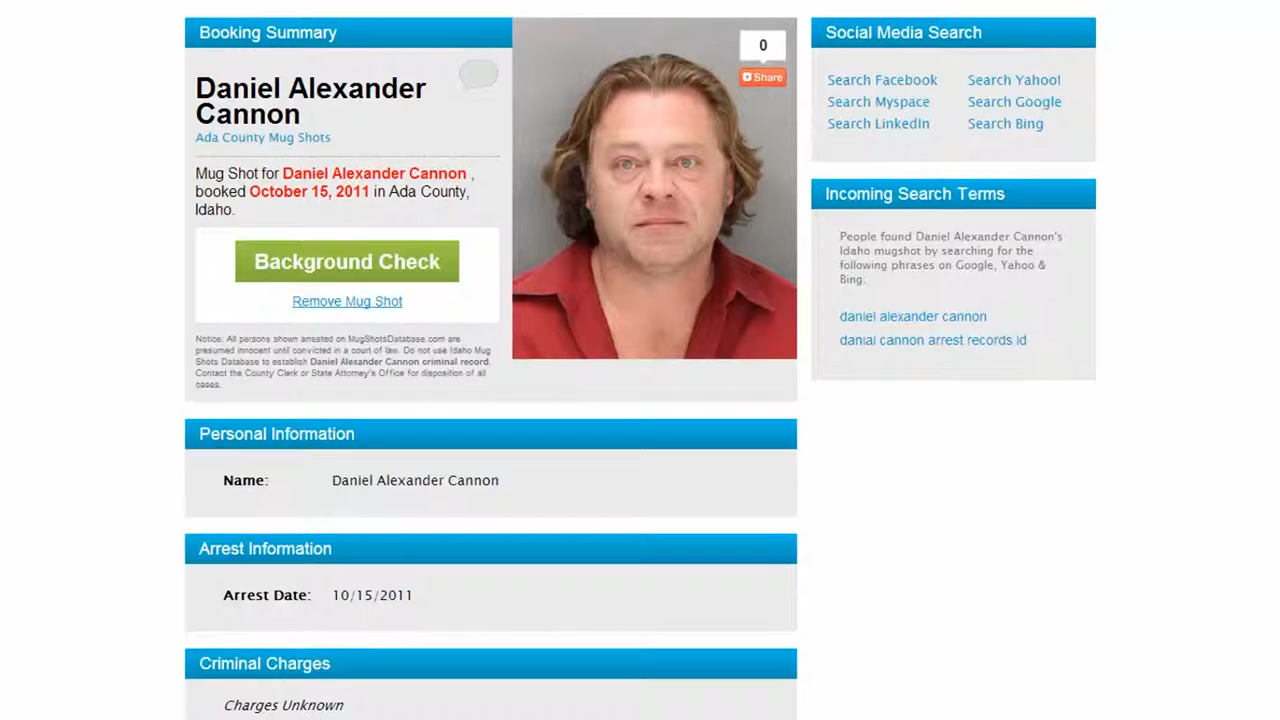 Booking Summary
Daniel Alexander
Cannon
Ada County Mug Shots
Mug Shot for Daniel Alexander Cannon ,
booked October 15, 2011 in Ada County,
Idaho.
Background Check
Remove Mug Shot
Notice: All persons shown arrested on MugShotsDatabase.com are
presumed innocent until convicted in a court of law. Do not use Idaho Mug
Shots Database to establish Daniel Alexander Cannon criminal record.
Contact the County Clerk or State Attorney's Office for disposition of all
cases.
0
Share
Social Media Search
Search Facebook
Search Yahoo!
Search Myspace
Search Google
Search LinkedIn
Search Bing
Incoming Search Terms
People found Daniel Alexander Cannon's
Idaho mugshot by searching for the
following phrases on Google, Yahoo &
Bing:
daniel alexander cannon
danial cannon arrest records id
Personal Information
Name: Daniel Alexander Cannon
Arrest Information
Arrest Date: 10/15/2011
Criminal Charges
Charges Unknown